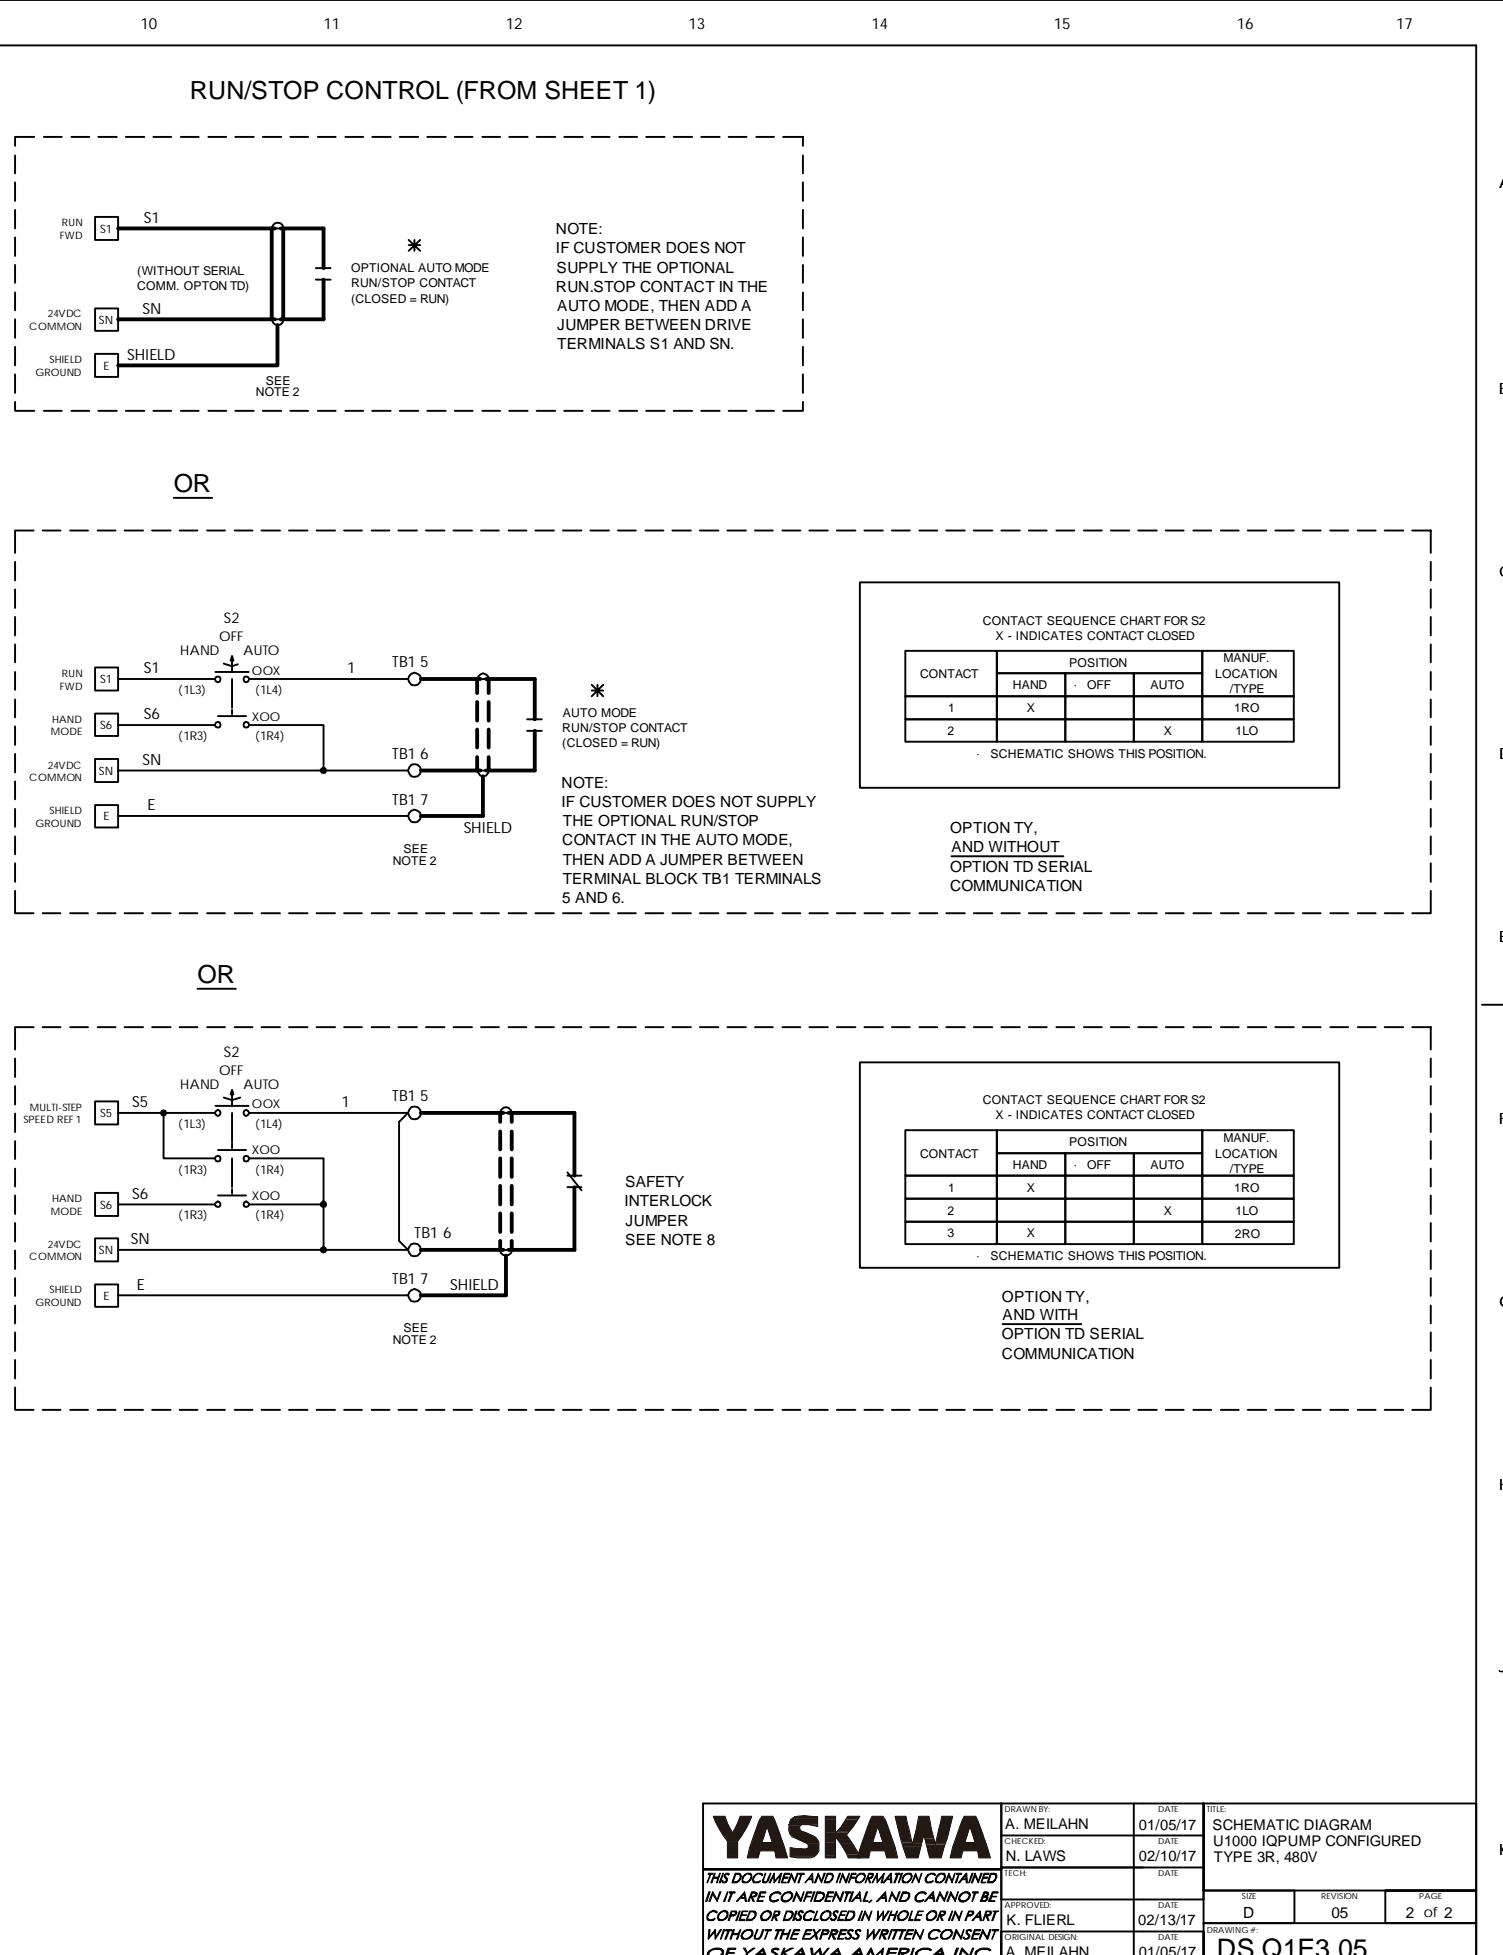 10 11 12 13 14 15 16 17
RUN/STOP CONTROL (FROM SHEET 1)
RUN
FWD
S1
S1
(WITHOUT SERIAL
COMM. OPTON TD)
24VDC
COMMON
SN
SN
SHIELD
GROUND
E
SHIELD
SEE
NOTE 2
OPTIONAL AUTO MODE
RUN/STOP CONTACT
(CLOSED = RUN)
NOTE:
IF CUSTOMER DOES NOT
SUPPLY THE OPTIONAL
RUN.STOP CONTACT IN THE
AUTO MODE, THEN ADD A
JUMPER BETWEEN DRIVE
TERMINALS S1 AND SN.
OR
S2
OFF
HAND AUTO
RUN
FWD
S1
S1
OOX
(1L3) (1L4)
1
TB1 5
HAND
MODE
S6
S6
XOO
(1R3) (1R4)
24VDC
COMMON
SN
SN
TB1 6
SHIELD
GROUND
E
E
TB1 7
SHIELD
SEE
NOTE 2
AUTO MODE
RUN/STOP CONTACT
(CLOSED = RUN)
NOTE:
IF CUSTOMER DOES NOT SUPPLY
THE OPTIONAL RUN/STOP
CONTACT IN THE AUTO MODE,
THEN ADD A JUMPER BETWEEN
TERMINAL BLOCK TB1 TERMINALS
5 AND 6.
CONTACT SEQUENCE CHART FOR S2
X - INDICATES CONTACT CLOSED
CONTACT POSITION MANUF. LOCATION /TYPE
HAND · OFF AUTO
1 X 1RO
2 X 1LO
· SCHEMATIC SHOWS THIS POSITION.
OPTION TY,
AND WITHOUT
OPTION TD SERIAL
COMMUNICATION
OR
S2
OFF
HAND AUTO
MULTI-STEP
SPEED REF 1
S5
S5
OOX
(1L3) (1L4)
1
TB1 5
XOO
(1R3) (1R4)
HAND
MODE
S6
S6
XOO
(1R3) (1R4)
24VDC
COMMON
SN
SN
TB1 6
SHIELD
GROUND
E
E
TB1 7
SHIELD
SEE
NOTE 2
SAFETY
INTERLOCK
JUMPER
SEE NOTE 8
CONTACT SEQUENCE CHART FOR S2
X - INDICATES CONTACT CLOSED
CONTACT POSITION MANUF. LOCATION /TYPE
HAND · OFF AUTO
1 X 1RO
2 X 1LO
3 X 2RO
· SCHEMATIC SHOWS THIS POSITION.
OPTION TY,
AND WITH
OPTION TD SERIAL
COMMUNICATION
YASKAWA
THIS DOCUMENT AND INFORMATION CONTAINED
IN IT ARE CONFIDENTIAL, AND CANNOT BE
COPIED OR DISCLOSED IN WHOLE OR IN PART
WITHOUT THE EXPRESS WRITTEN CONSENT
OF YASKAWA AMERICA INC
DRAWN BY: DATE
A. MEILAHN 01/05/17
CHECKED: DATE
N. LAWS 02/10/17
TECH: DATE
APPROVED: DATE
K. FLIERL 02/13/17
ORIGINAL DESIGN: DATE
A. MEILAHN 01/05/17
TITLE:
SCHEMATIC DIAGRAM
U1000 IQPUMP CONFIGURED
TYPE 3R, 480V
SIZE REVISION PAGE
D 05 2 of 2
DRAWING #:
DS.Q1F3.05